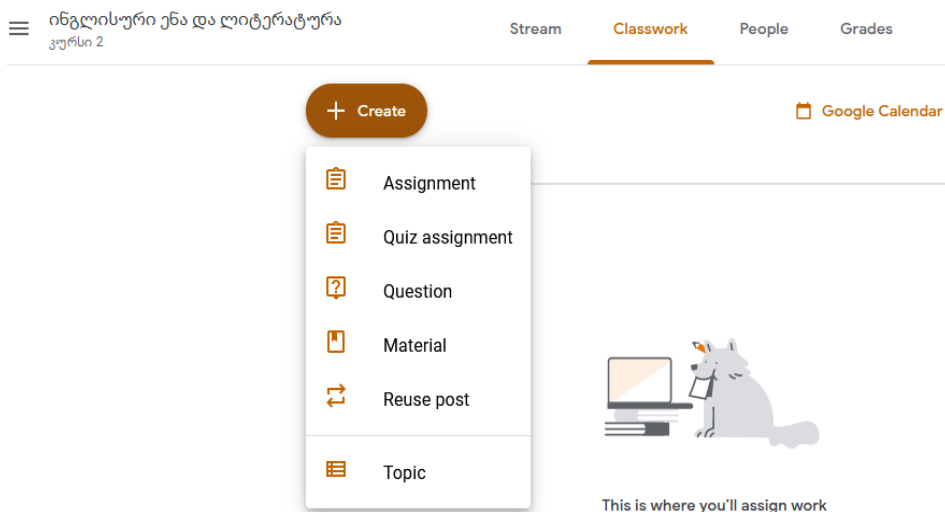 ინგლისური ენა და ლიტერატურა
კურსი 2
Stream Classwork People Grades
+ Create
Google Calendar
Assignment
Quiz assignment
Question
Material
Reuse post
Topic
This is where you'll assign work